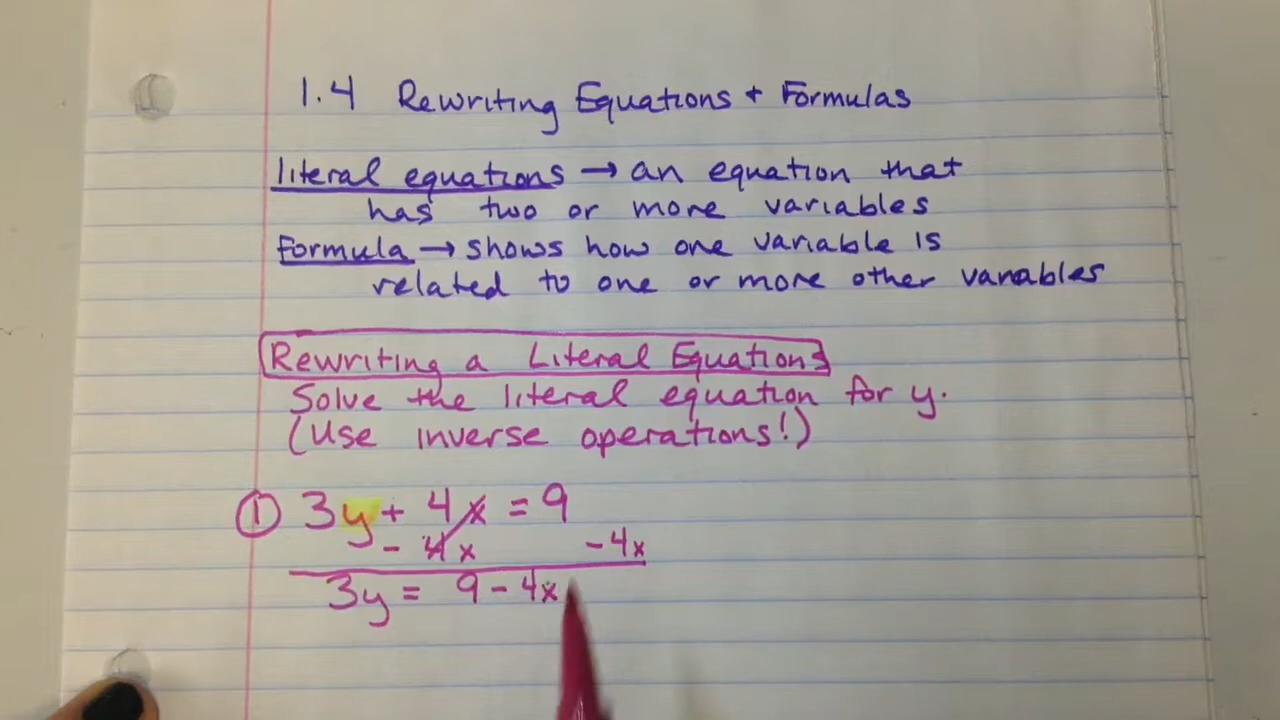 1.4 Rewriting Equations + Formulas
literal equations → an equation that
has two or more variables
formula → shows how one variable is
related to one or more other variables
Rewriting a Literal Equations
Solve the literal equation for y.
(Use inverse operations!)
① 3y + 4x = 9
- 4x - 4x
3y = 9 - 4x